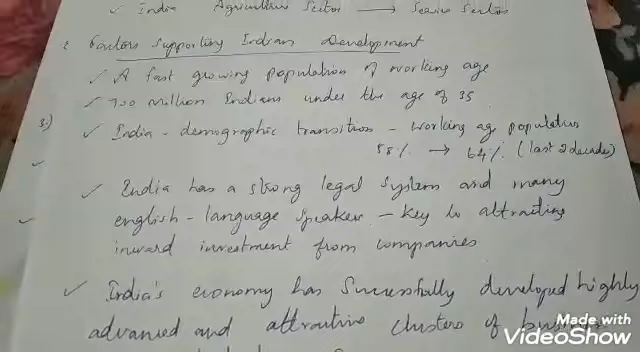 ✓ India Agriculture Sector → Service Sector
2 Factors Supporting Indian Development
✓ A fast growing population of working age
✓ 700 million Indians under the age of 35
3.)
✓ India - demographic transition - working age population
58% → 64% (last 2 decades)
✓ India has a strong legal system and many
english-language speaker - Key to attracting
inward investment from companies
✓ India's economy has successfully developed highly
advanced and attractive clusters of business
Made with
VideoShow